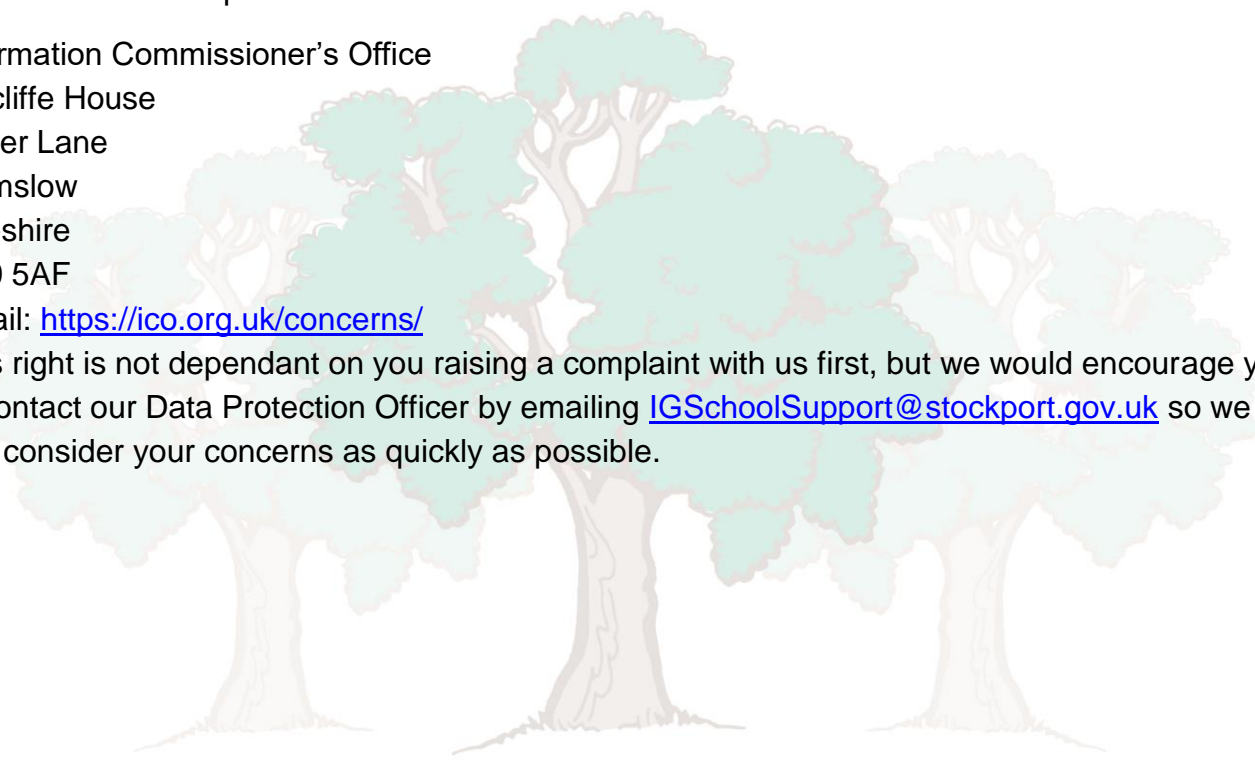 rmation Commissioner's Office
cliffe House
er Lane
mslow
shire
5AF
ail: https://ico.org.uk/concerns/
s right is not dependant on you raising a complaint with us first, but we would encourage y
ontact our Data Protection Officer by emailing IGSchoolSupport@stockport.gov.uk so we
consider your concerns as quickly as possible.